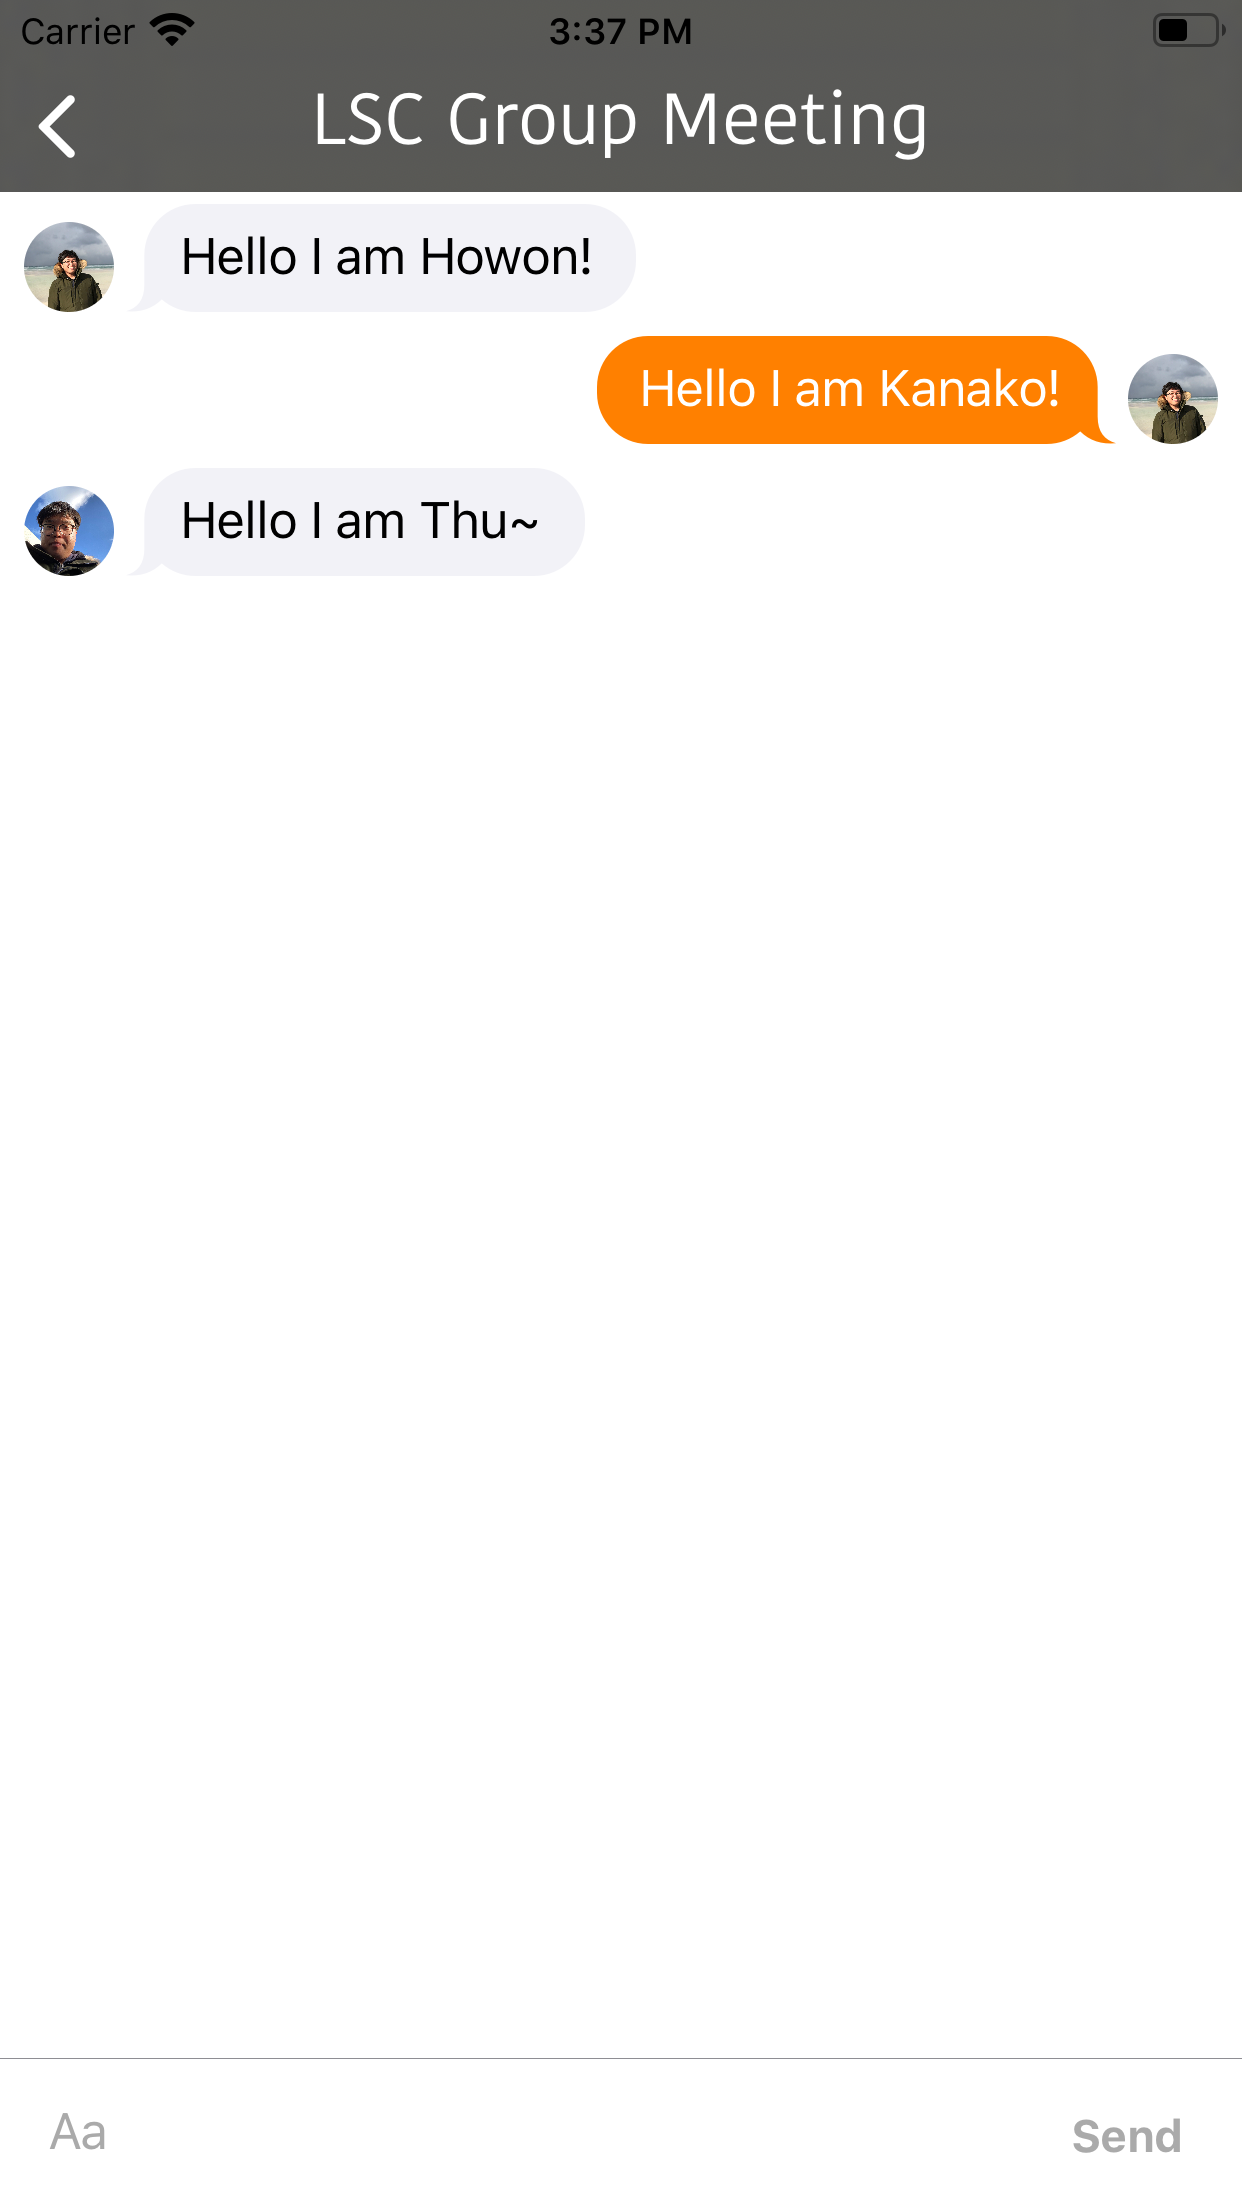 Carrier 3:37 PM
LSC Group Meeting
Hello I am Howon!
Hello I am Kanako!
Hello I am Thu~
Aa Send